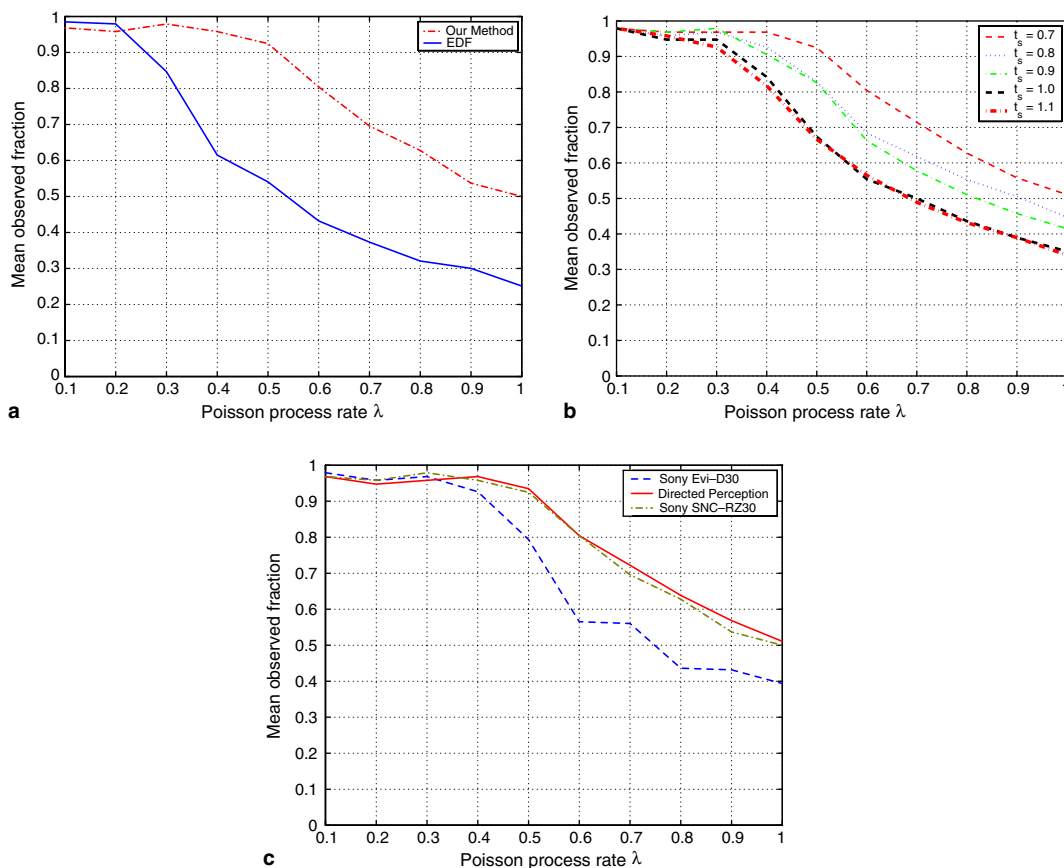 1
0.9
0.8
0.7
0.6
0.5
0.4
0.3
0.2
0.1
0
Mean observed fraction
0.1 0.2 0.3 0.4 0.5 0.6 0.7 0.8 0.9 1
Poisson process rate λ
Our Method
EDF
a
1
0.9
0.8
0.7
0.6
0.5
0.4
0.3
0.2
0.1
0
Mean observed fraction
0.1 0.2 0.3 0.4 0.5 0.6 0.7 0.8 0.9 1
Poisson process rate λ
t_s = 0.7
t_s = 0.8
t_s = 0.9
t_s = 1.0
t_s = 1.1
b
1
0.9
0.8
0.7
0.6
0.5
0.4
0.3
0.2
0.1
0
Mean observed fraction
0.1 0.2 0.3 0.4 0.5 0.6 0.7 0.8 0.9 1
Poisson process rate λ
Sony Evi–D30
Directed Perception
Sony SNC–RZ30
c